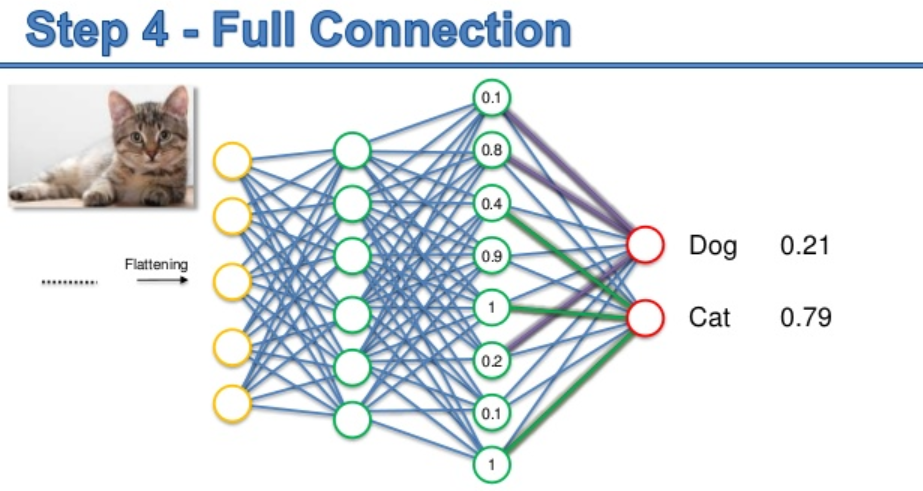 Step 4 - Full Connection
Flattening
0.1
0.8
0.4
0.9
1
0.2
0.1
1
Dog 0.21
Cat 0.79